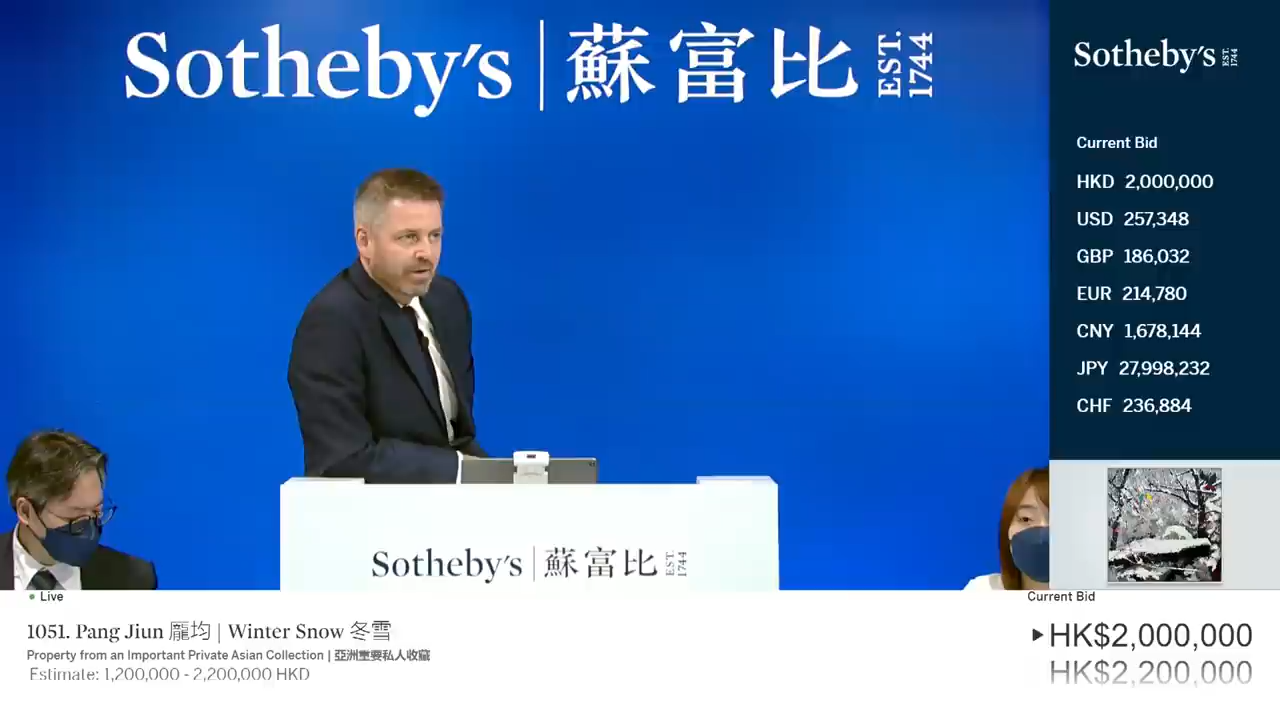 Sotheby's | 蘇富比 EST. 1744
Sotheby's EST. 1744
Current Bid
HKD 2,000,000
USD 257,348
GBP 186,032
EUR 214,780
CNY 1,678,144
JPY 27,998,232
CHF 236,884
Sotheby's | 蘇富比 EST. 1744
Live
1051. Pang Jiun 龐均 | Winter Snow 冬雪
Property from an Important Private Asian Collection | 亞洲重要私人收藏
Estimate: 1,200,000 - 2,200,000 HKD
Current Bid
HK$2,000,000
HK$2,200,000